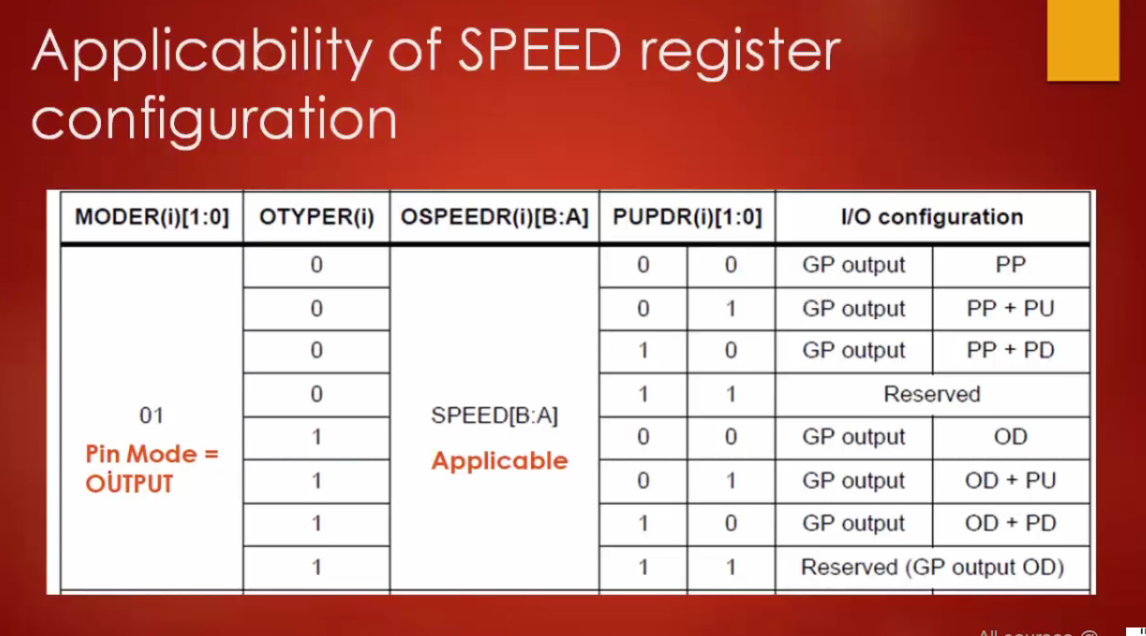 Applicability of SPEED register
configuration
MODER(i)[1:0] OTYPER(i) OSPEEDR(i)[B:A] PUPDR(i)[1:0] I/O configuration
0 0 0 GP output PP
0 0 1 GP output PP + PU
0 1 0 GP output PP + PD
0 1 1 Reserved
01 SPEED[B:A]
1 0 0 GP output OD
Pin Mode = Applicable
OUTPUT
1 0 1 GP output OD + PU
1 1 0 GP output OD + PD
1 1 1 Reserved (GP output OD)